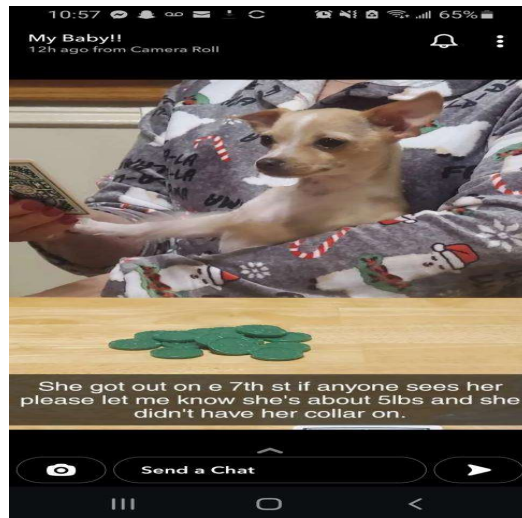 10:57
65%
My Baby!!
12h ago from Camera Roll
She got out on e 7th st if anyone sees her
please let me know she's about 5lbs and she
didn't have her collar on.
Send a Chat